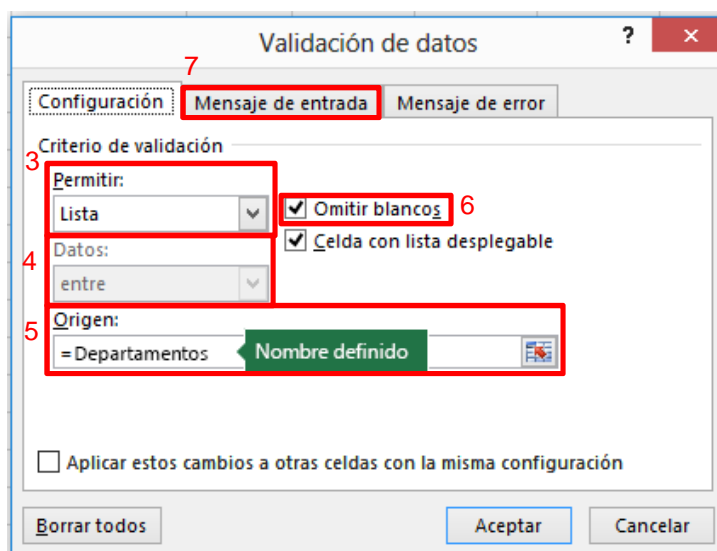 Validación de datos ? ×
7
Configuración Mensaje de entrada Mensaje de error
Criterio de validación
3
Permitir:
Lista
Omitir blancos 6
Celda con lista desplegable
4
Datos:
entre
5
Origen:
=Departamentos Nombre definido
Aplicar estos cambios a otras celdas con la misma configuración
Borrar todos Aceptar Cancelar